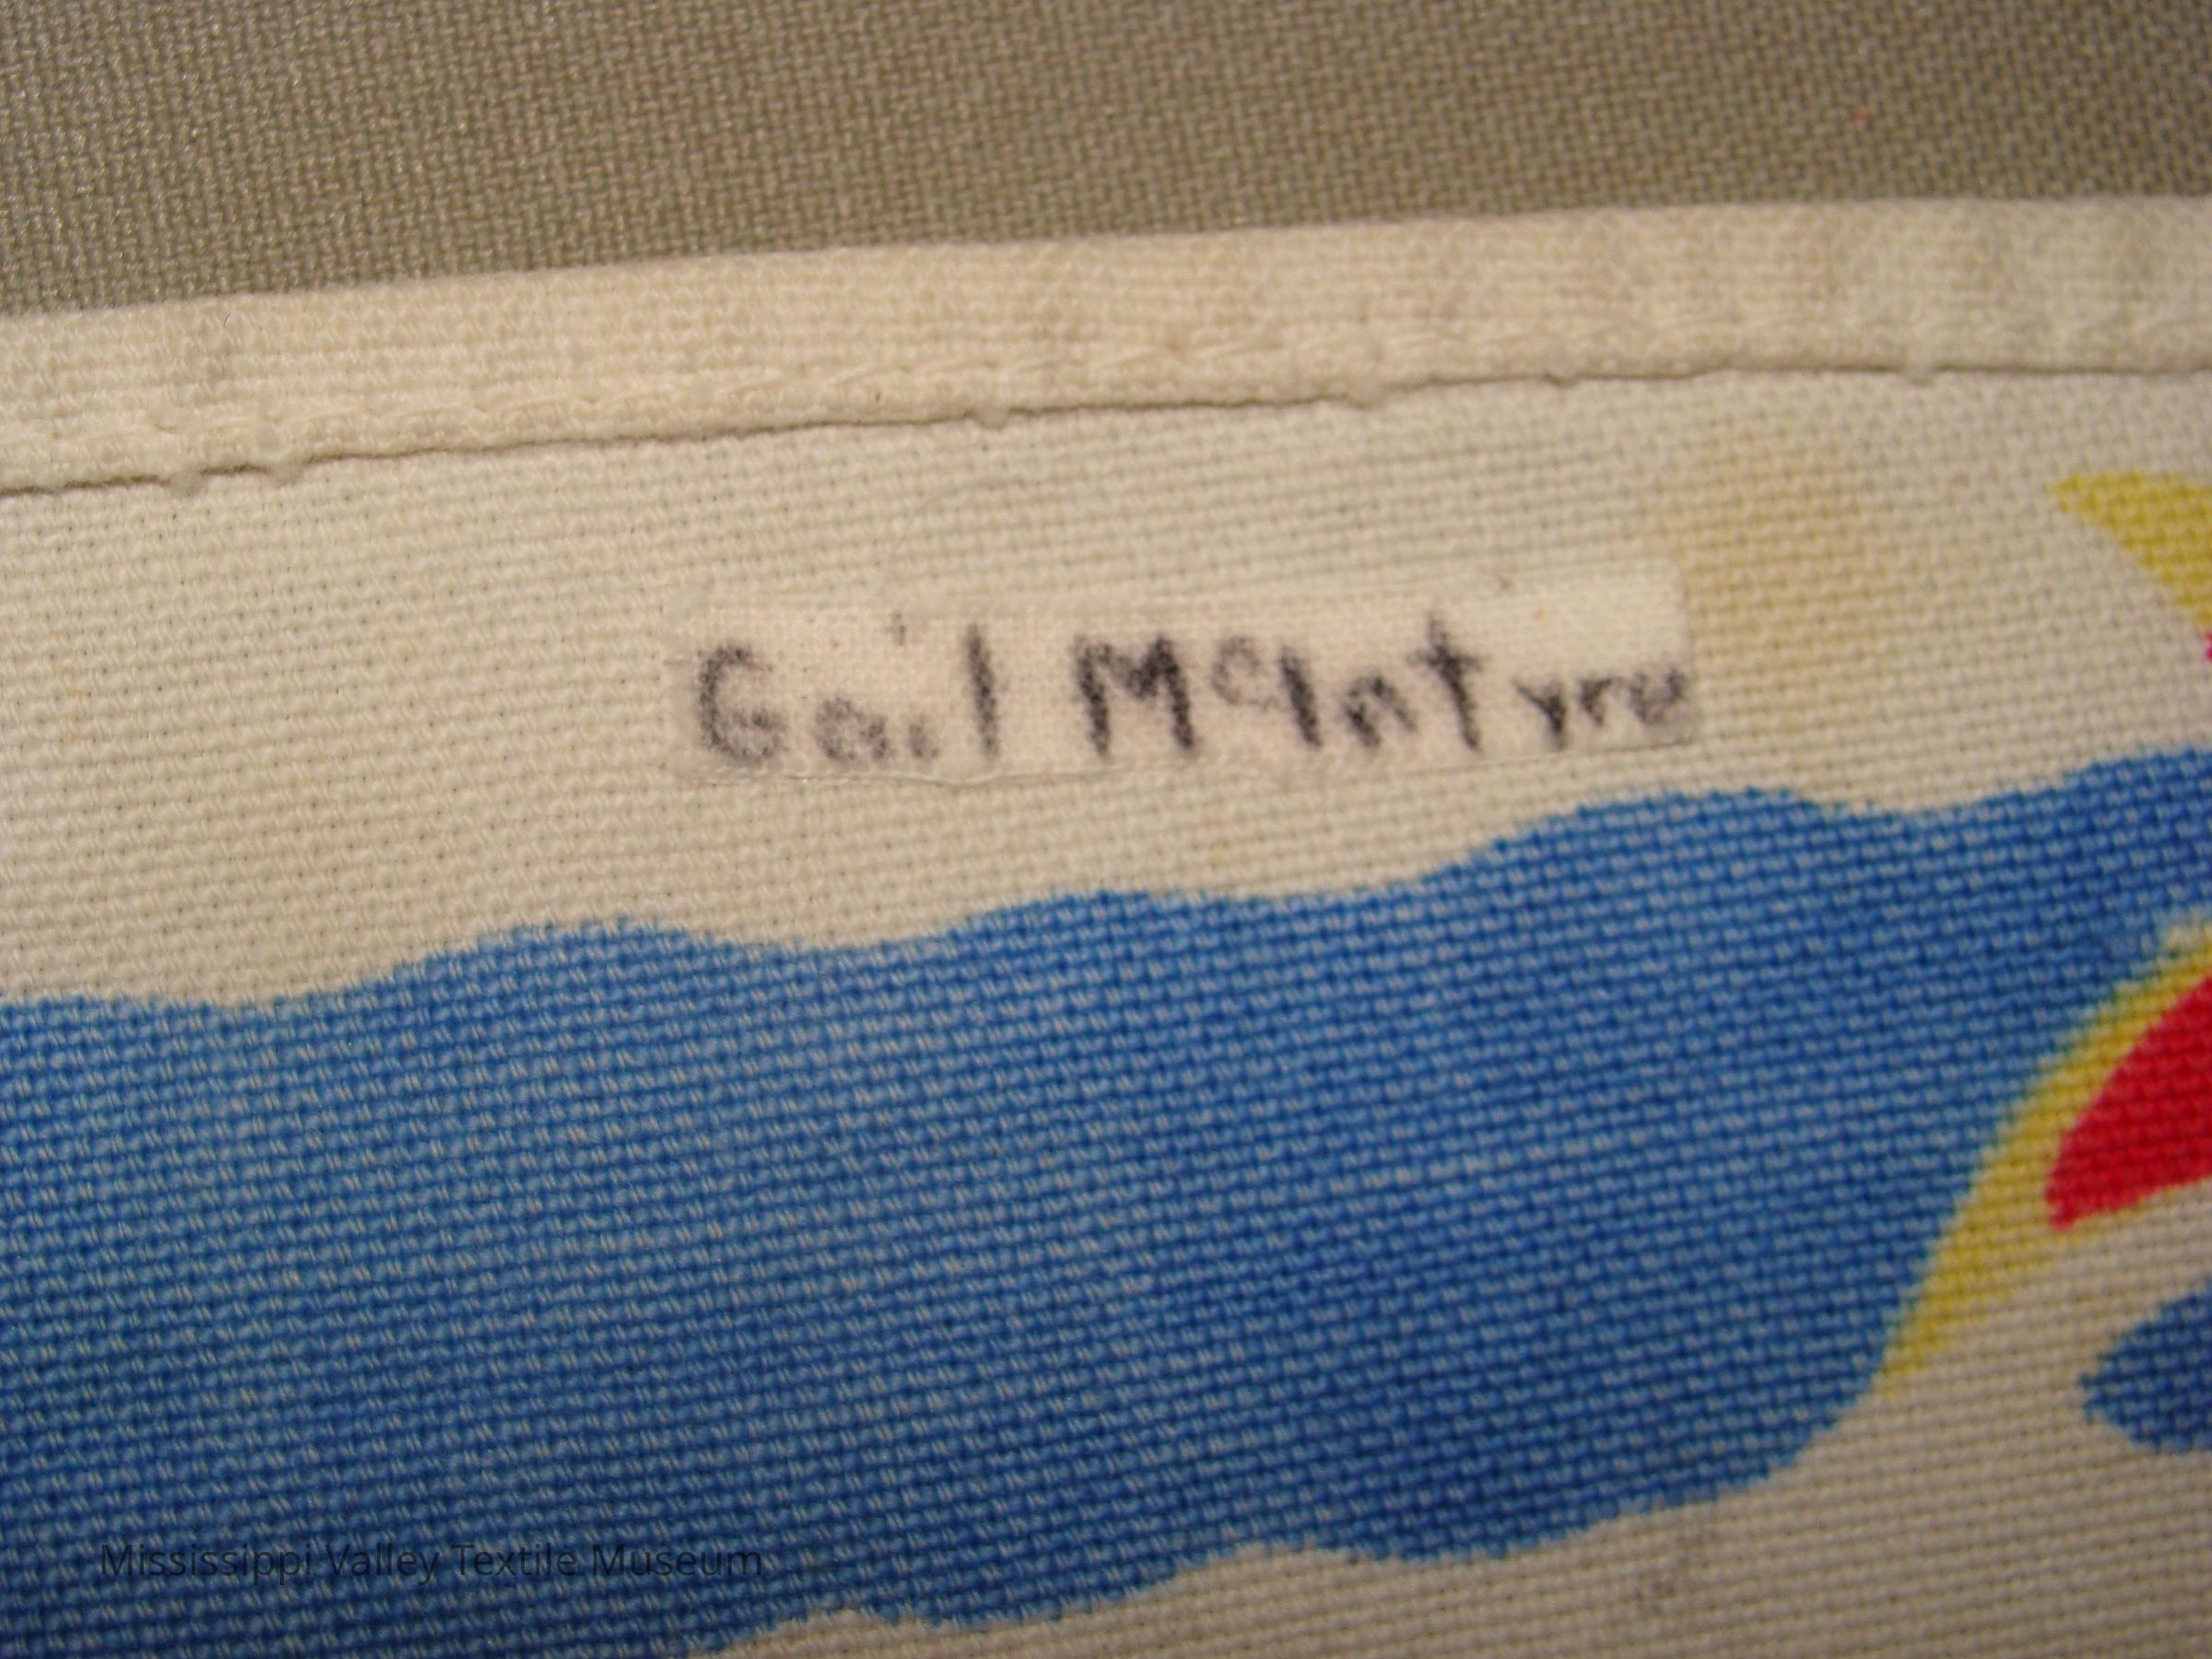 Gail McIntyre
Mississippi Valley Textile Museum